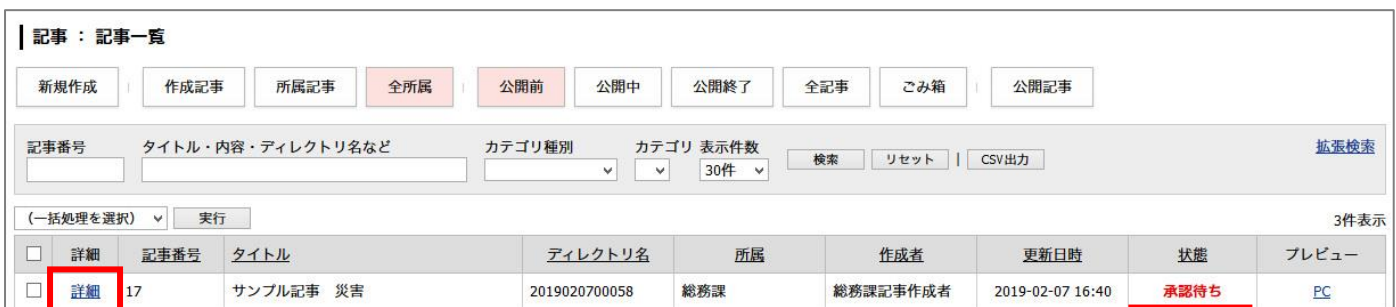 記事 : 記事一覧
新規作成 作成記事 所属記事 全所属 公開前 公開中 公開終了 全記事 ごみ箱 公開記事
記事番号 タイトル・内容・ディレクトリ名など カテゴリ種別 カテゴリ 表示件数 拡張検索
30件 検索 リセット | CSV出力
(一括処理を選択) 実行 3件表示
詳細 記事番号 タイトル ディレクトリ名 所属 作成者 更新日時 状態 プレビュー
詳細 17 サンプル記事 災害 2019020700058 総務課 総務課記事作成者 2019-02-07 16:40 承認待ち PC